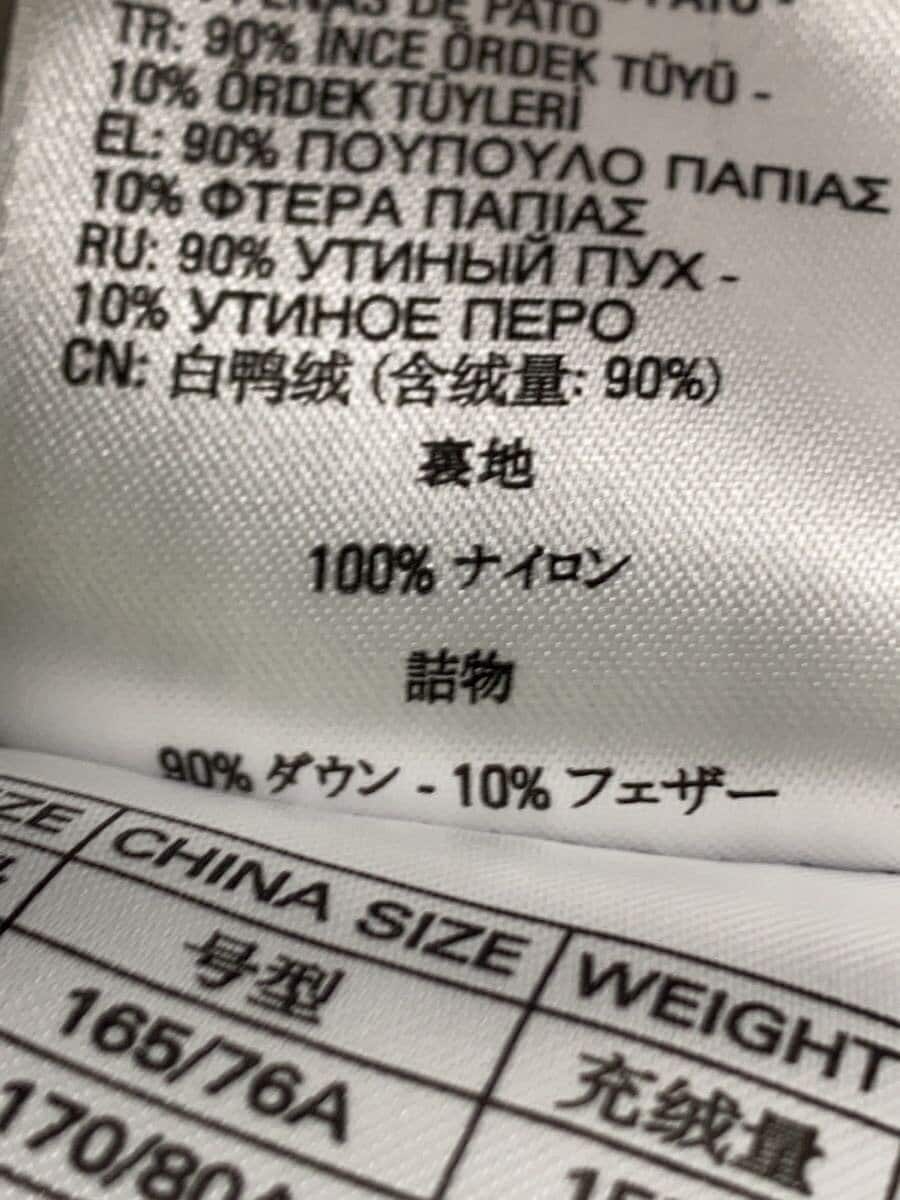 PLENAS DE PATO
TR: 90% İNCE ÖRDEK TÜYÜ -
10% ÖRDEK TÜYLERİ
EL: 90% ΠΟΥΠΟΥΛΟ ΠΑΠΙΑΣ
10% ΦΤΕΡΑ ΠΑΠΙΑΣ
RU: 90% УТИНЫЙ ПУХ -
10% УТИНОЕ ПЕРО
CN: 白鸭绒 (含绒量: 90%)
裏地
100% ナイロン
詰物
90% ダウン - 10% フェザー
CHINA SIZE WEIGHT
号型 充绒量
165/76A